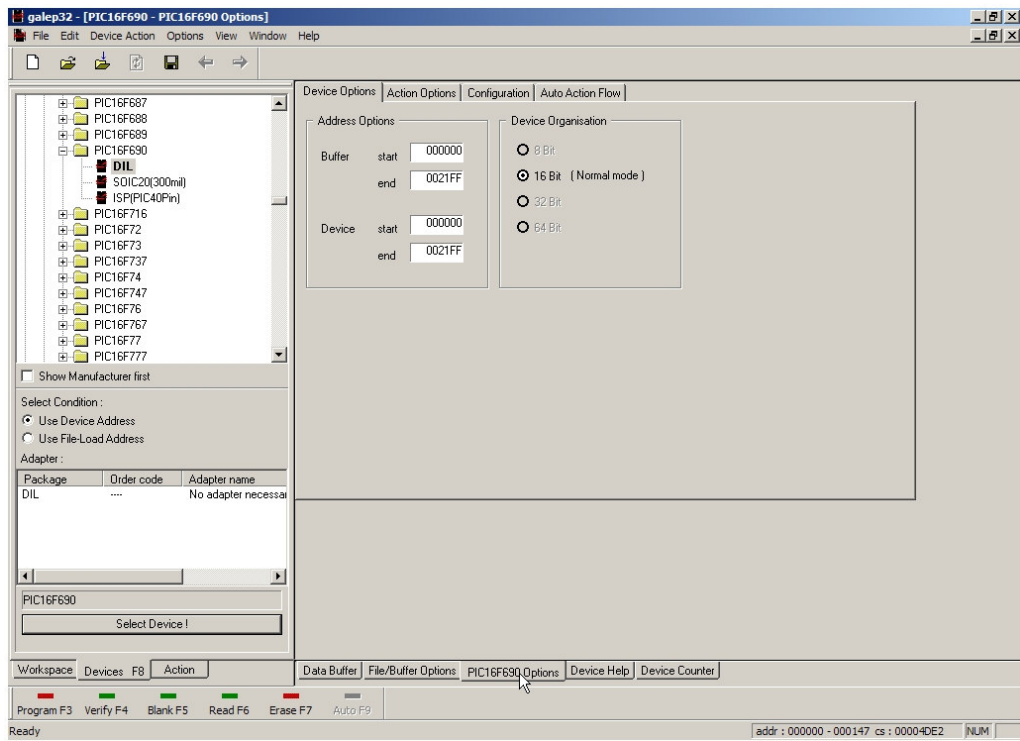 galep32 - [PIC16F690 - PIC16F690 Options]
File Edit Device Action Options View Window Help
PIC16F687
PIC16F688
PIC16F689
PIC16F690
DIL
SOIC20(300mil)
ISP(PIC40Pin)
PIC16F716
PIC16F72
PIC16F73
PIC16F737
PIC16F74
PIC16F747
PIC16F76
PIC16F767
PIC16F77
PIC16F777
Show Manufacturer first
Select Condition :
Use Device Address
Use File-Load Address
Adapter :
Package Order code Adapter name
DIL ---- No adapter necessar
PIC16F690
Select Device !
Workspace Devices F8 Action
Device Options Action Options Configuration Auto Action Flow
Address Options
Buffer start 000000
end 0021FF
Device start 000000
end 0021FF
Device Organisation
8 Bit
16 Bit ( Normal mode )
32 Bit
64 Bit
Data Buffer File/Buffer Options PIC16F690 Options Device Help Device Counter
Program F3 Verify F4 Blank F5 Read F6 Erase F7 Auto F9
Ready addr : 000000 - 000147 cs : 00004DE2 NUM